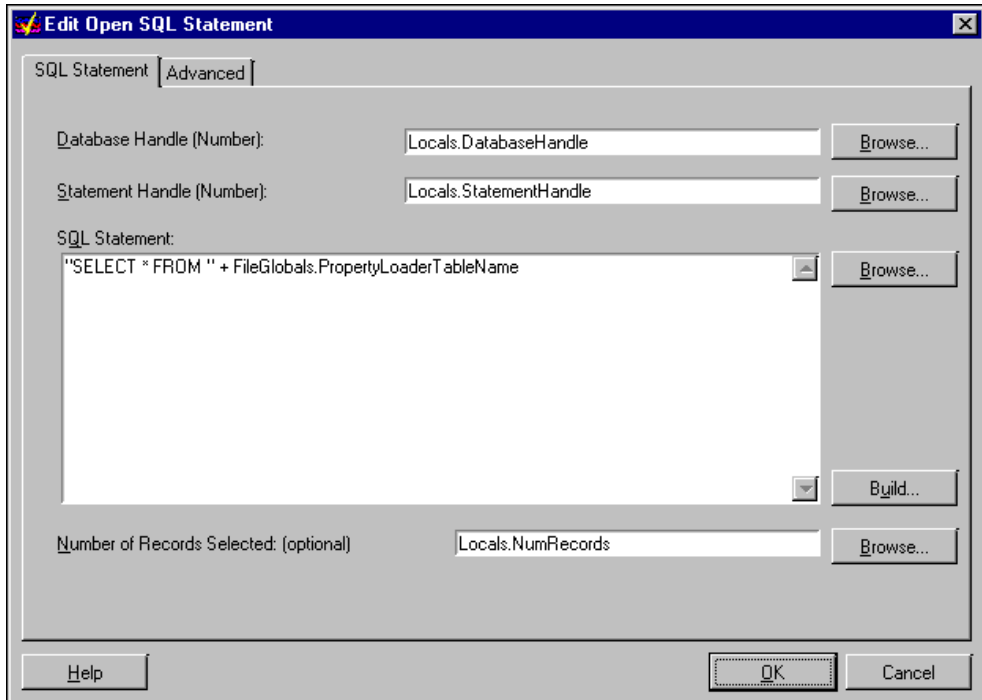 Edit Open SQL Statement
SQL Statement
Advanced
Database Handle (Number):
Locals.DatabaseHandle
Browse...
Statement Handle (Number):
Locals.StatementHandle
Browse...
SQL Statement:
"SELECT * FROM " + FileGlobals.PropertyLoaderTableName
Browse...
Build...
Number of Records Selected: (optional)
Locals.NumRecords
Browse...
Help
OK
Cancel